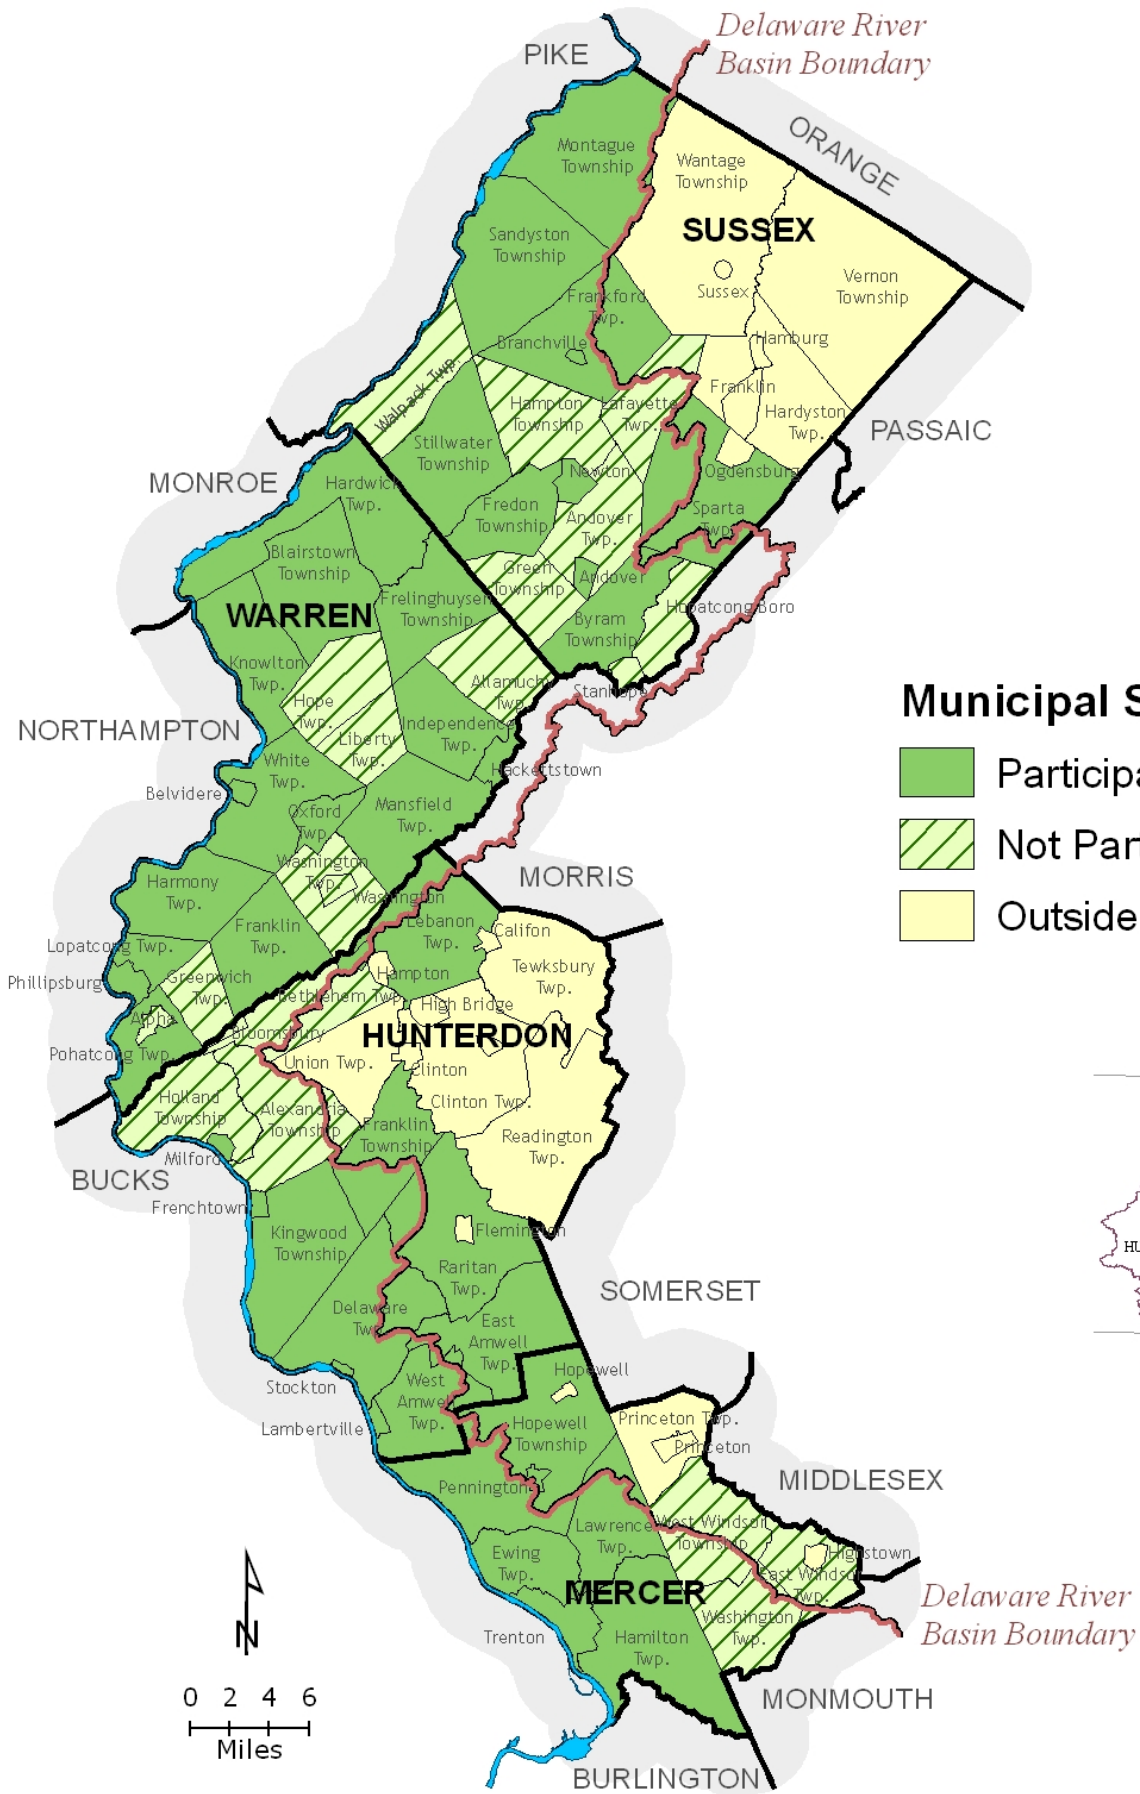 Delaware River
Basin Boundary
PIKE
ORANGE
Montague
Township
Wantage
Township
SUSSEX
Sandyston
Township
Sussex
Vernon
Township
Frankford
Twp.
Branchville
Hamburg
Walpack Twp.
Hampton
Township
Lafayette
Twp.
Franklin
Hardyston
Twp.
PASSAIC
Stillwater
Township
MONROE
Hardwick
Twp.
Newton
Ogdensburg
Fredon
Township
Andover
Twp.
Sparta
Twp.
Blairstown
Township
Green
Township
Andover
WARREN
Frelinghuysen
Township
Hopatcong Boro
Byram
Township
Knowlton
Twp.
Allamuchy
Twp.
Stanhope
Hope
Twp.
Liberty
Twp.
Independence
Twp.
NORTHAMPTON
Municipal S
White
Twp.
Hackettstown
Participa
Belvidere
Oxford
Twp.
Mansfield
Twp.
Not Par
Washington
Twp.
MORRIS
Harmony
Twp.
Washington
Outside
Franklin
Twp.
Lebanon
Twp.
Califon
Lopatcong Twp.
Tewksbury
Twp.
Phillipsburg
Greenwich
Twp.
Hampton
Bethlehem Twp.
High Bridge
Alpha
Bloomsbury
HUNTERDON
Pohatcong Twp.
Union Twp.
Clinton
Holland
Township
Alexandria
Township
Clinton Twp.
Franklin
Township
Readington
Twp.
Milford
BUCKS
Frenchtown
Kingwood
Township
Flemington
HU
Raritan
Twp.
SOMERSET
Delaware
Twp.
East
Amwell
Twp.
Hopewell
Stockton
West
Amwell
Twp.
Lambertville
Hopewell
Township
Princeton Twp.
Princeton
Pennington
MIDDLESEX
Lawrence
Twp.
West Windsor
Township
Ewing
Twp.
Hightstown
East Windsor
Twp.
MERCER
Delaware River
Basin Boundary
Washington
Twp.
N
Trenton
Hamilton
Twp.
0 2 4 6
Miles
MONMOUTH
BURLINGTON